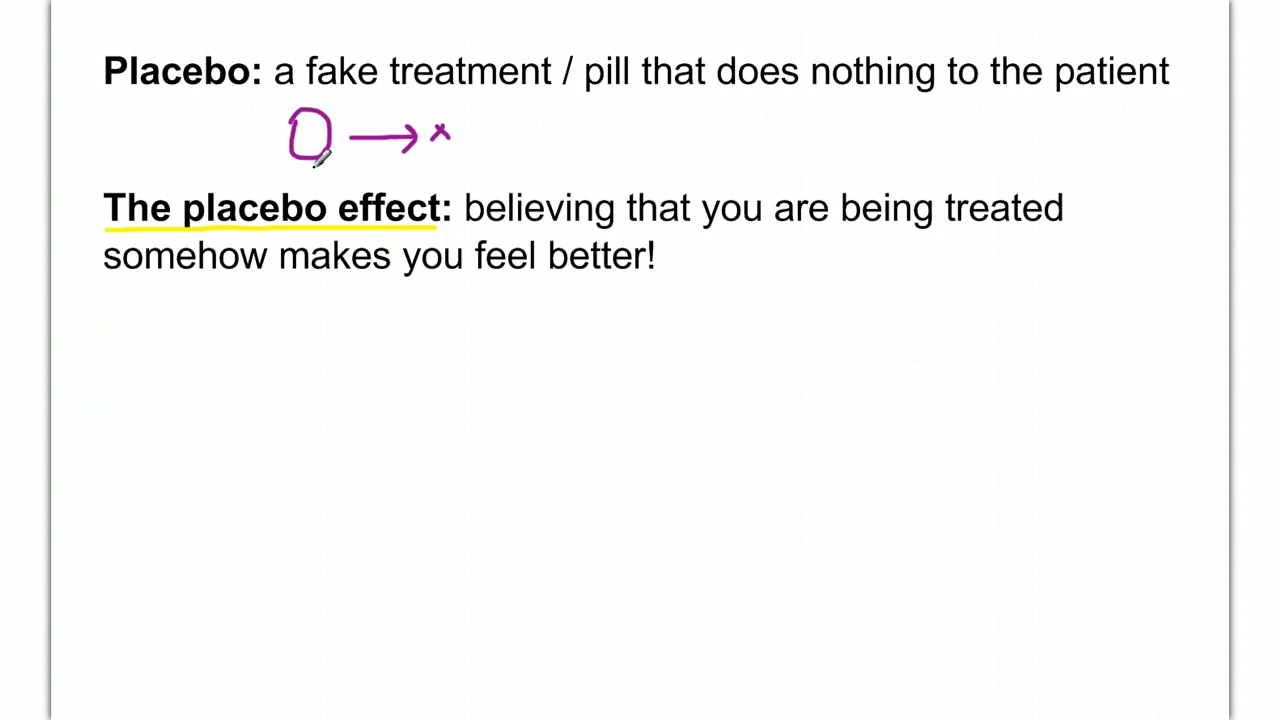 Placebo: a fake treatment / pill that does nothing to the patient
The placebo effect: believing that you are being treated
somehow makes you feel better!